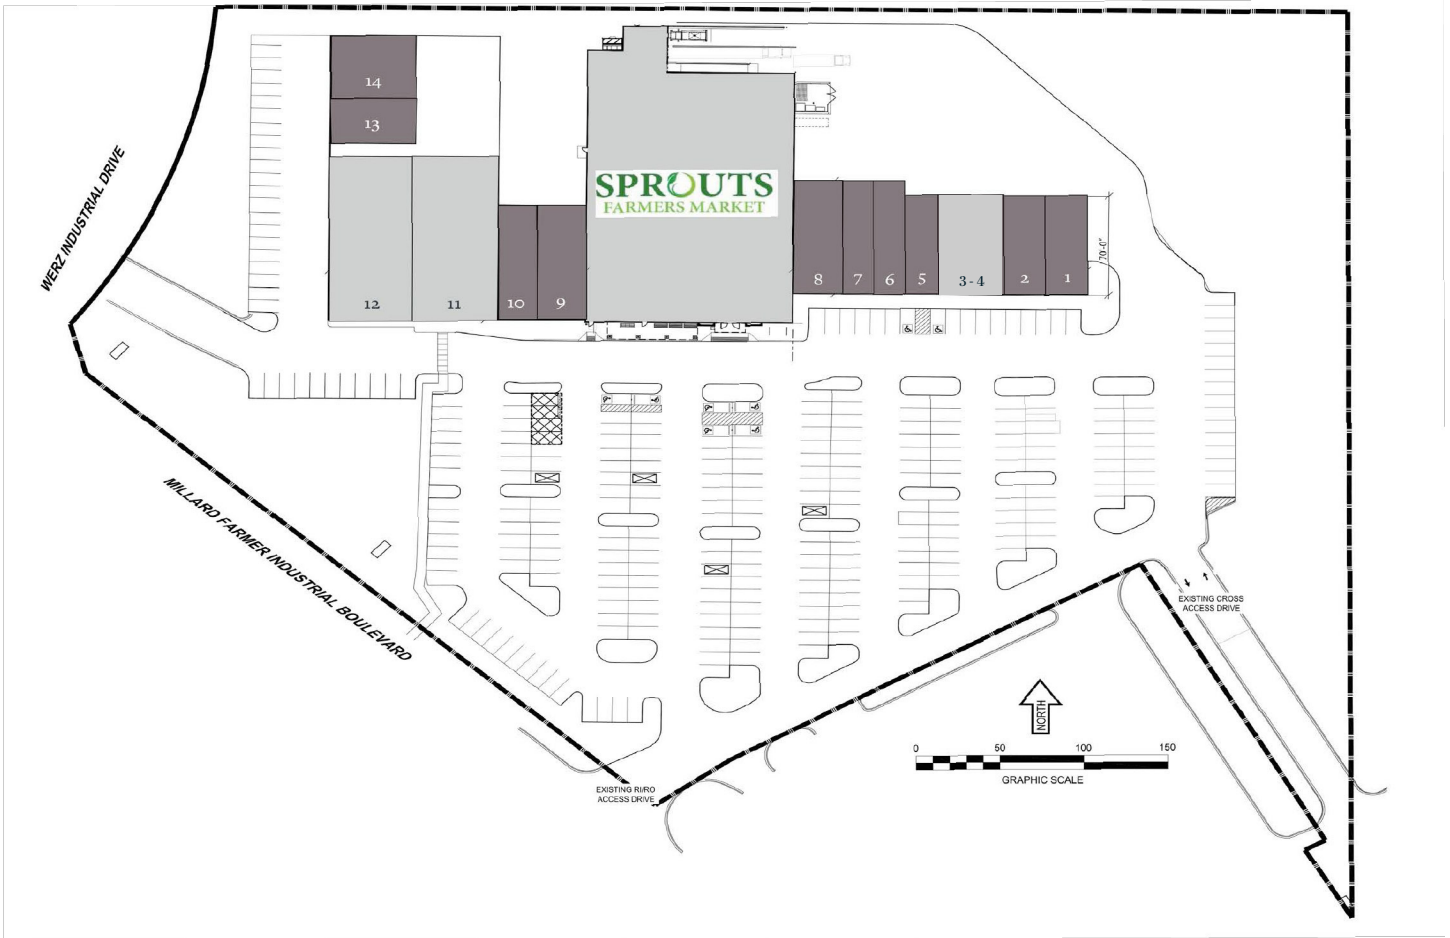 14
13
SPROUTS
FARMERS MARKET
WERZ INDUSTRIAL DRIVE
12
11
10
9
8
7
6
5
3-4
2
1
70'-0"
MILLARD FARMER INDUSTRIAL BOULEVARD
EXISTING CROSS
ACCESS DRIVE
NORTH
0 50 100 150
GRAPHIC SCALE
EXISTING RI/RO
ACCESS DRIVE